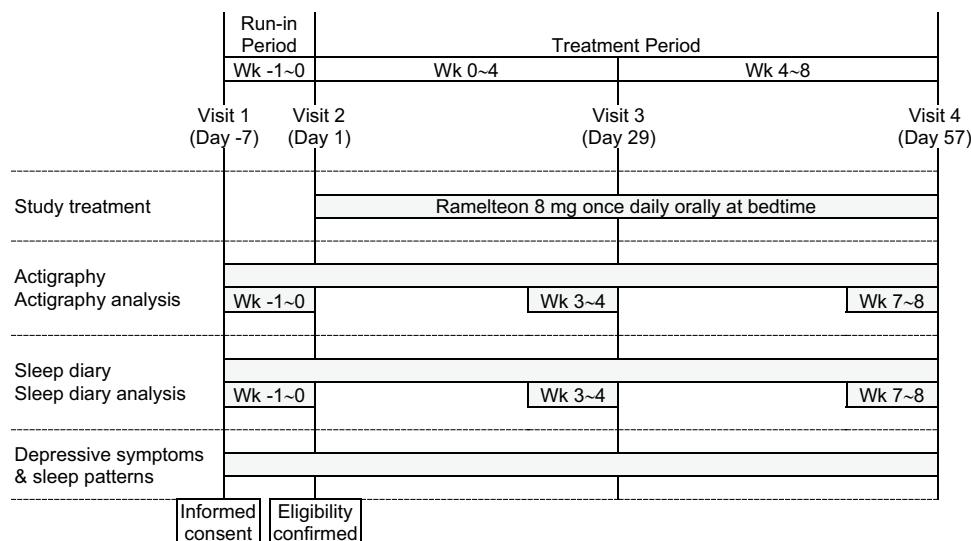 Run-in
Period
Treatment Period
Wk -1~0
Wk 0~4
Wk 4~8
Visit 1
(Day -7)
Visit 2
(Day 1)
Visit 3
(Day 29)
Visit 4
(Day 57)
Study treatment
Ramelteon 8 mg once daily orally at bedtime
Actigraphy
Actigraphy analysis
Wk -1~0
Wk 3~4
Wk 7~8
Sleep diary
Sleep diary analysis
Wk -1~0
Wk 3~4
Wk 7~8
Depressive symptoms
& sleep patterns
Informed
consent
Eligibility
confirmed